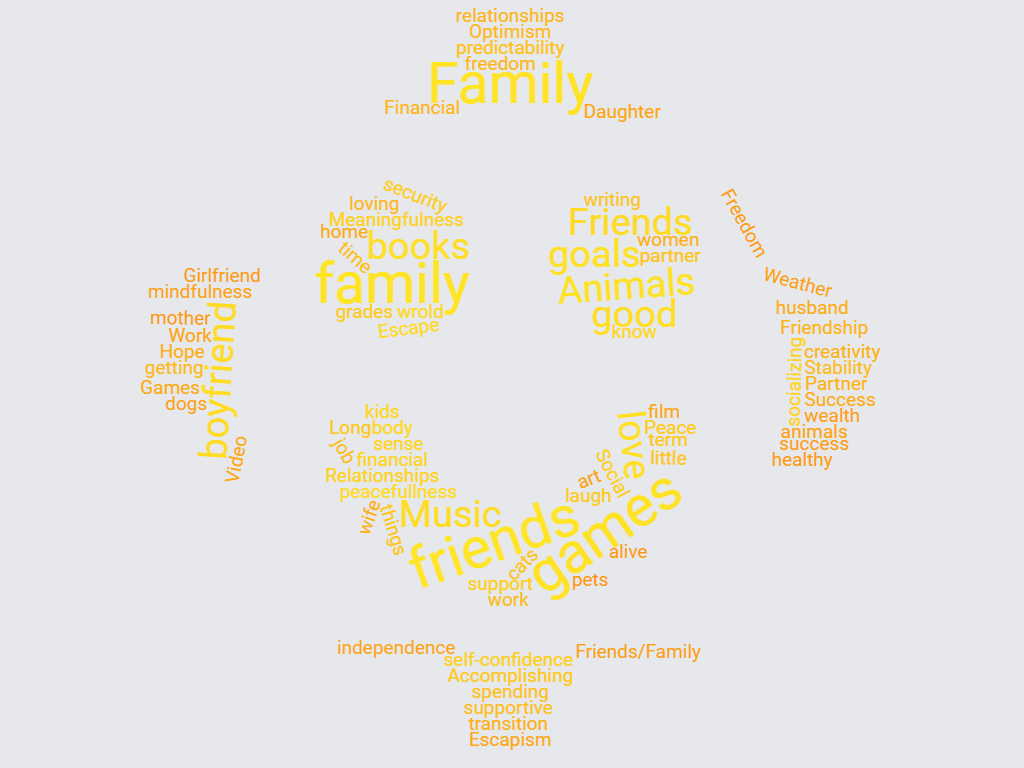 relationships
Optimism
predictability
freedom
Family
Financial
Daughter
security
loving
Meaningfulness
home
books
time
family
grades wrold
Escape
writing
Friends
women
goals
partner
Animals
good
know
Freedom
Weather
husband
Friendship
socializing
creativity
Stability
Partner
Success
wealth
animals
success
healthy
Girlfriend
mindfulness
mother
boyfriend
Work
Hope
getting
Games
dogs
Video
kids
Longbody
sense
job
financial
Relationships
peacefullness
wife
things
Music
friends
cats
support
work
love
film
Peace
term
little
Social
art
laugh
games
alive
pets
independence
self-confidence
Friends/Family
Accomplishing
spending
supportive
transition
Escapism